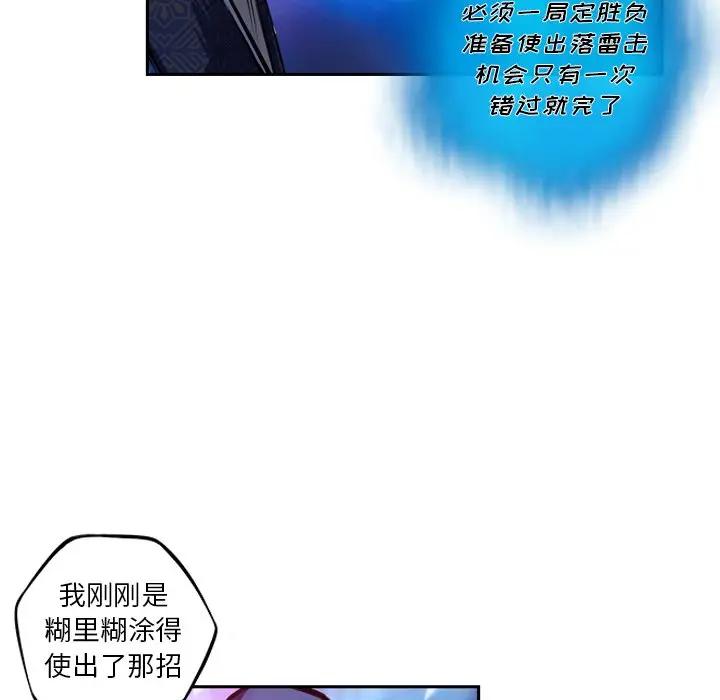 必须一局定胜负
准备使出落雷击
机会只有一次
错过就完了
我刚刚是
糊里糊涂得
使出了那招